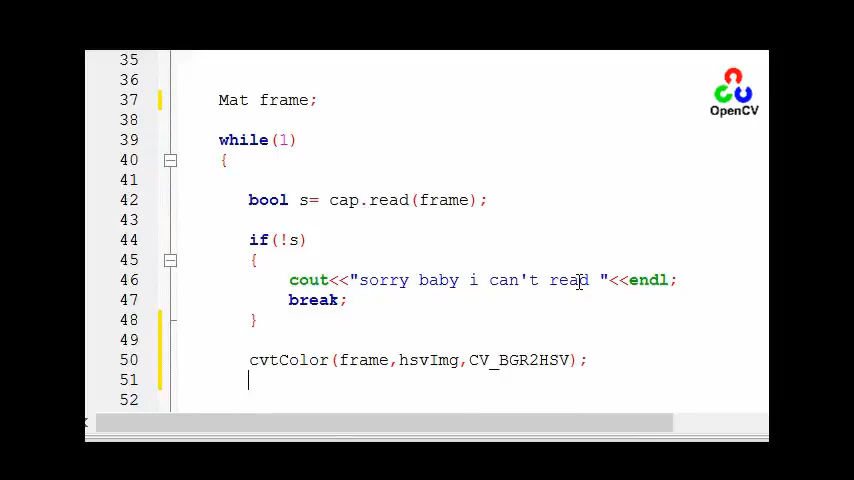 35
36
37 Mat frame;
38
39 while(1)
40 {
41
42 bool s= cap.read(frame);
43
44 if(!s)
45 {
46 cout<<"sorry baby i can't read "<<endl;
47 break;
48 }
49
50 cvtColor(frame,hsvImg,CV_BGR2HSV);
51
52
OpenCV